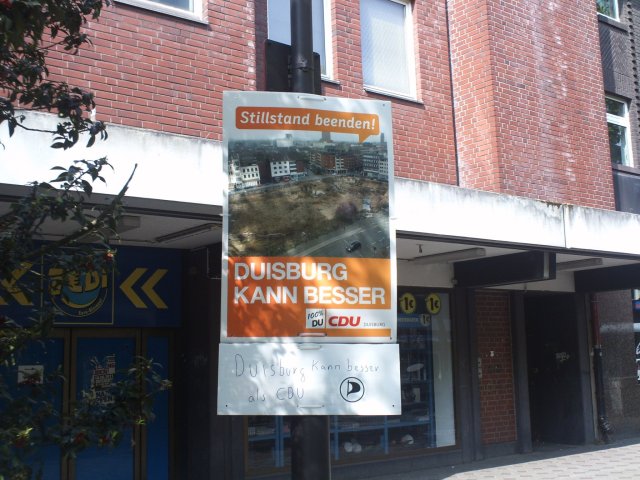 Stillstand beenden!
DUISBURG
KANN BESSER
100%
DU
CDU
DUISBURG
Duisburg kann besser
als CDU
1€
1€